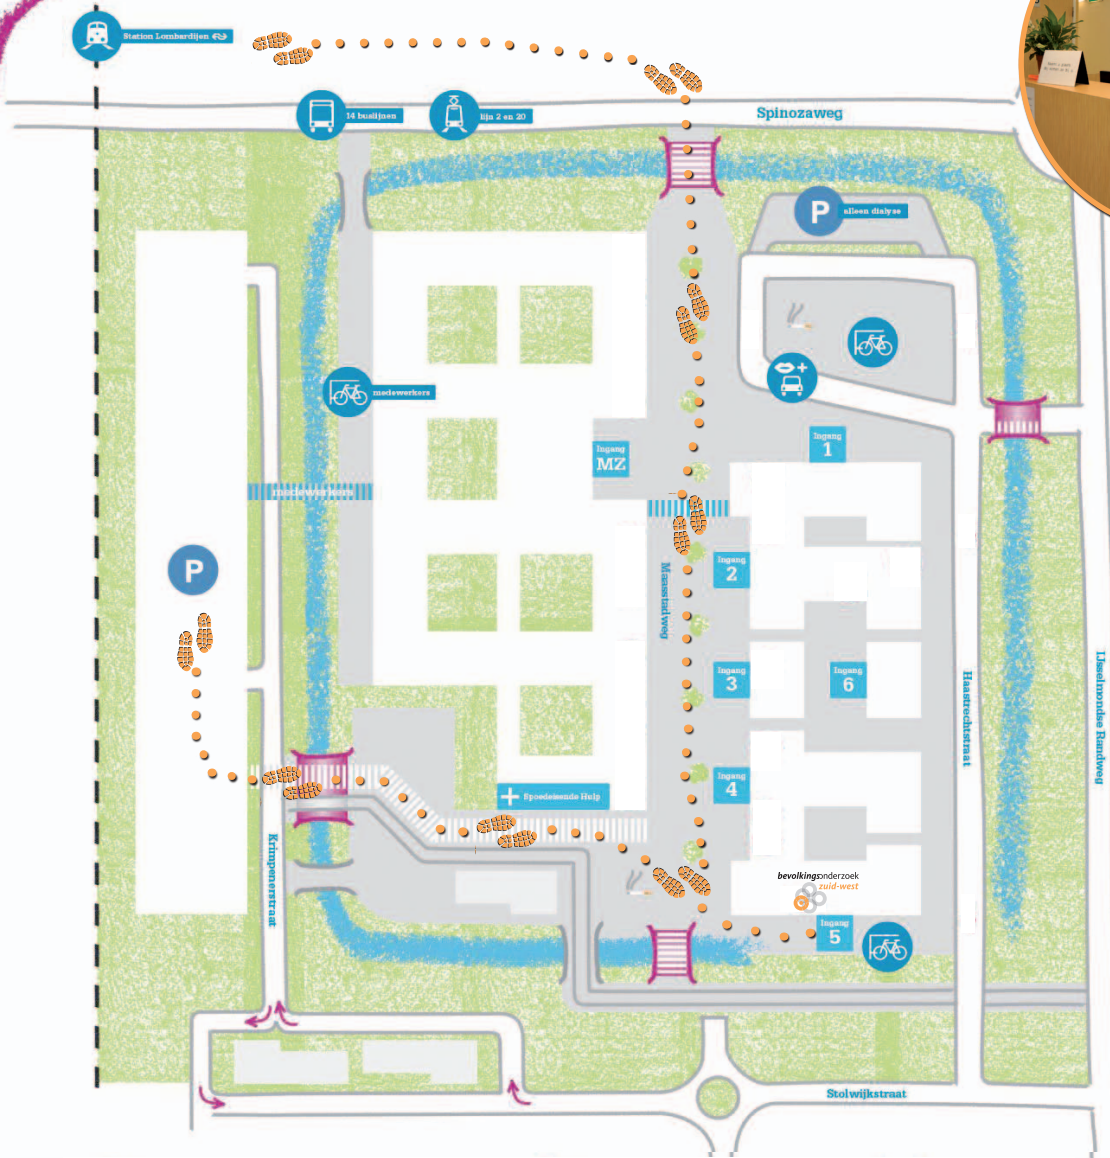 Station Lombardijen
14 buslijnen
lijn 2 en 20
Spinozaweg
P
alleen dialyse
medewerkers
Ingang
1
Ingang
MZ
medewerkers
P
Ingang
2
Maasstadweg
Ingang
3
Ingang
6
Haastrechtstraat
IJsselmondse Randweg
Ingang
4
Spoedeisende Hulp
Krimpenerstraat
bevolkingsonderzoek
zuid-west
Ingang
5
Stolwijkstraat